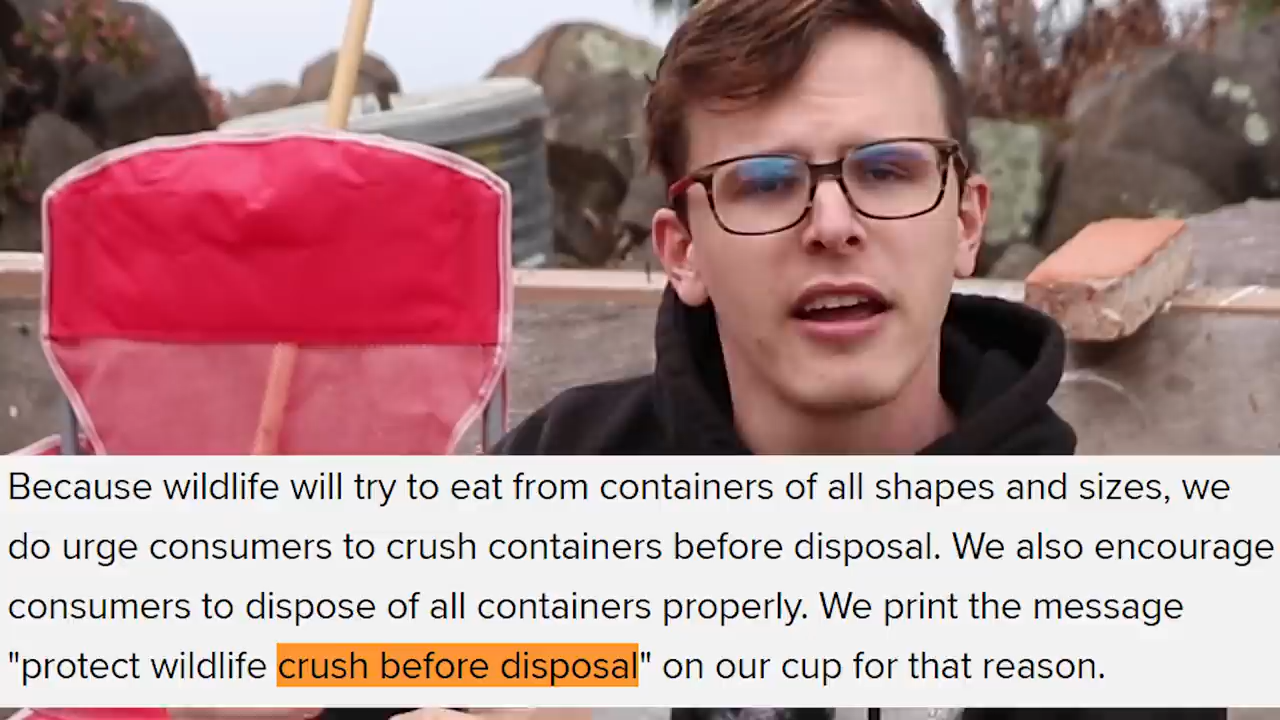 Because wildlife will try to eat from containers of all shapes and sizes, we
do urge consumers to crush containers before disposal. We also encourage
consumers to dispose of all containers properly. We print the message
"protect wildlife crush before disposal" on our cup for that reason.